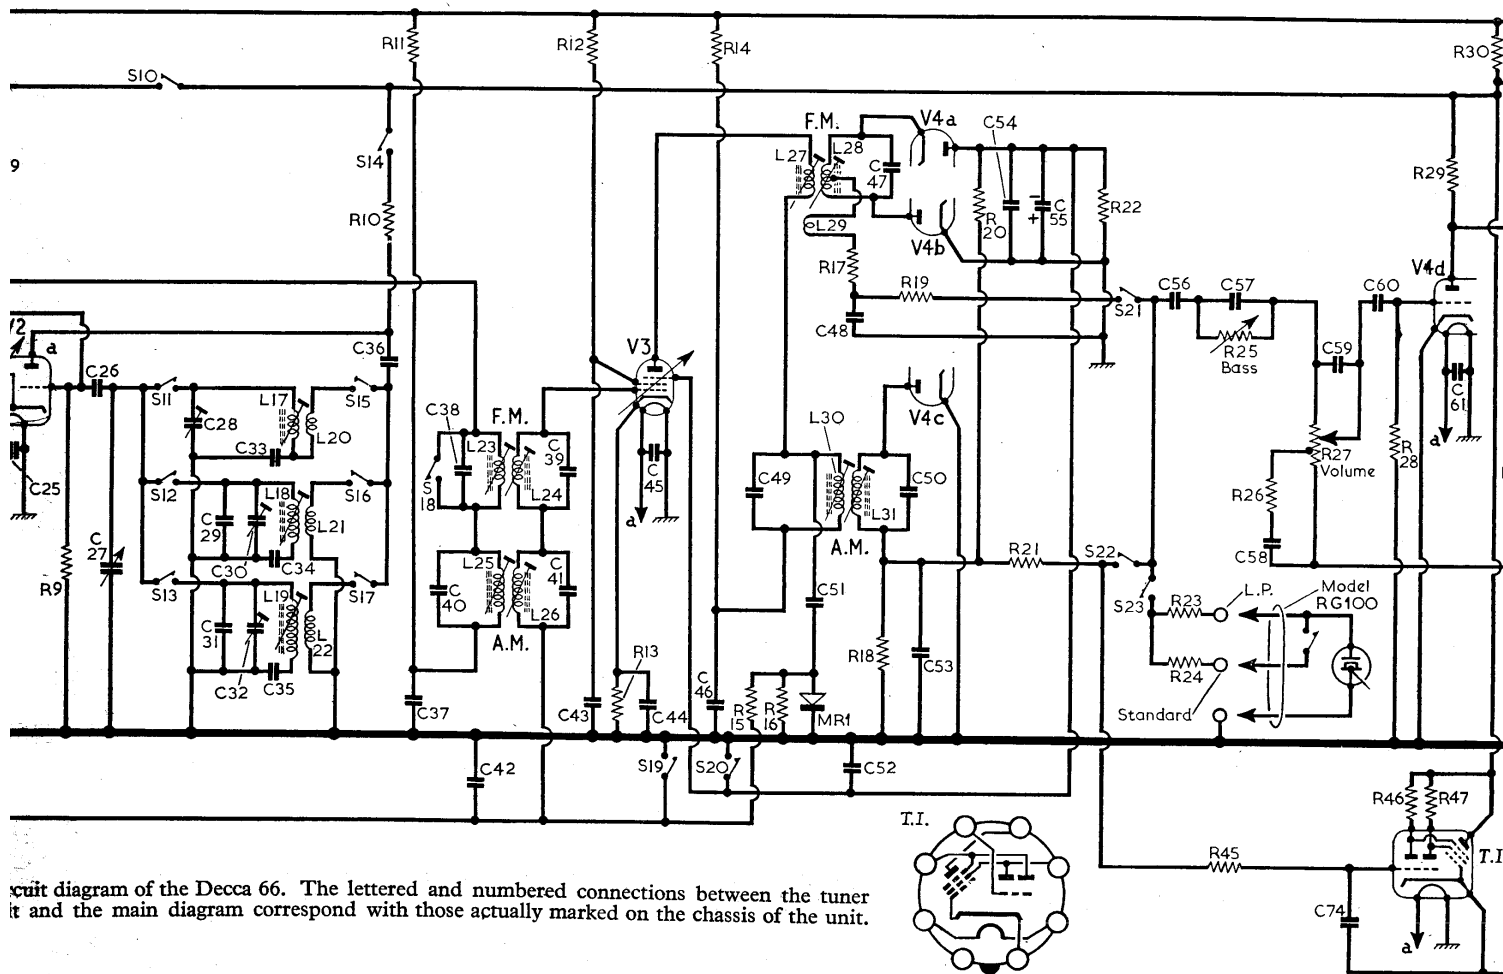 R11
R12
R14
R30
S10
F.M.
V4a
C54
S14
L27
L28
C
47
R29
9
R10
L29
R
20
C
55
R22
V4b
R17
V4d
R19
C56
C57
C60
C48
S21
V2
a
C36
V3
R25
Bass
C59
C26
S11
L17
S15
C28
L20
C38
F.M.
V4c
C
61
C33
L23
C
39
L30
a
C25
S12
L18
S16
S
18
L24
C
45
C49
C50
R27
Volume
R
28
C
29
L21
a
L31
R26
C
27
C30
C34
L25
C
41
A.M.
R21
S22
C58
R9
S13
L19
S17
C
40
L26
C51
S23
R23
L.P.
Model
RG100
C
31
L
22
A.M.
R13
R18
C53
R24
C32
C35
C37
C43
C44
C
46
R
15
R
16
MR1
Standard
C42
S19
S20
C52
R46
R47
T.I.
T.I
R45
cuit diagram of the Decca 66. The lettered and numbered connections between the tuner
it and the main diagram correspond with those actually marked on the chassis of the unit.
C74
a